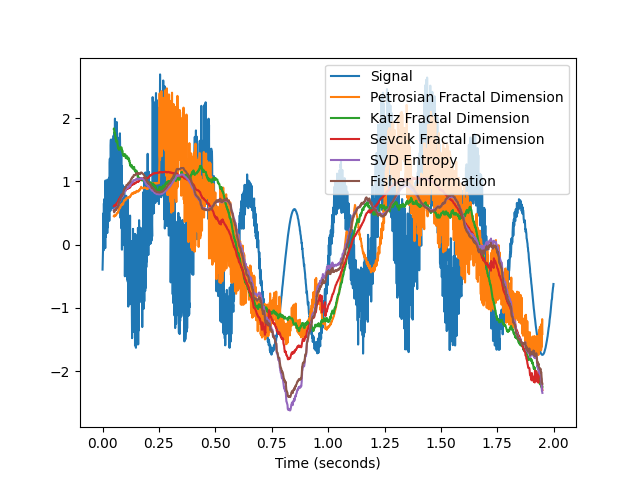 Signal
Petrosian Fractal Dimension
Katz Fractal Dimension
Sevcik Fractal Dimension
SVD Entropy
Fisher Information
2
1
0
−1
−2
0.00 0.25 0.50 0.75 1.00 1.25 1.50 1.75 2.00
Time (seconds)